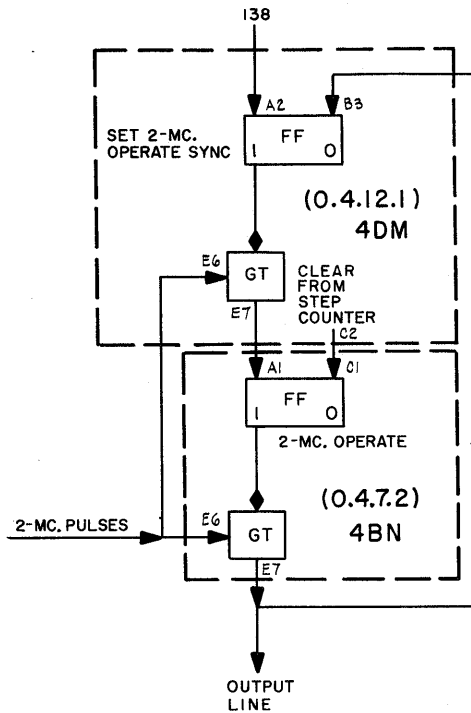 138
A2
B3
SET 2-MC.
OPERATE SYNC
FF
1 0
(0.4.12.1)
4DM
E6
GT
CLEAR
FROM
STEP
COUNTER
E7
C2
A1
C1
FF
1 0
2-MC. OPERATE
(0.4.7.2)
4BN
2-MC. PULSES
E6
GT
E7
OUTPUT
LINE